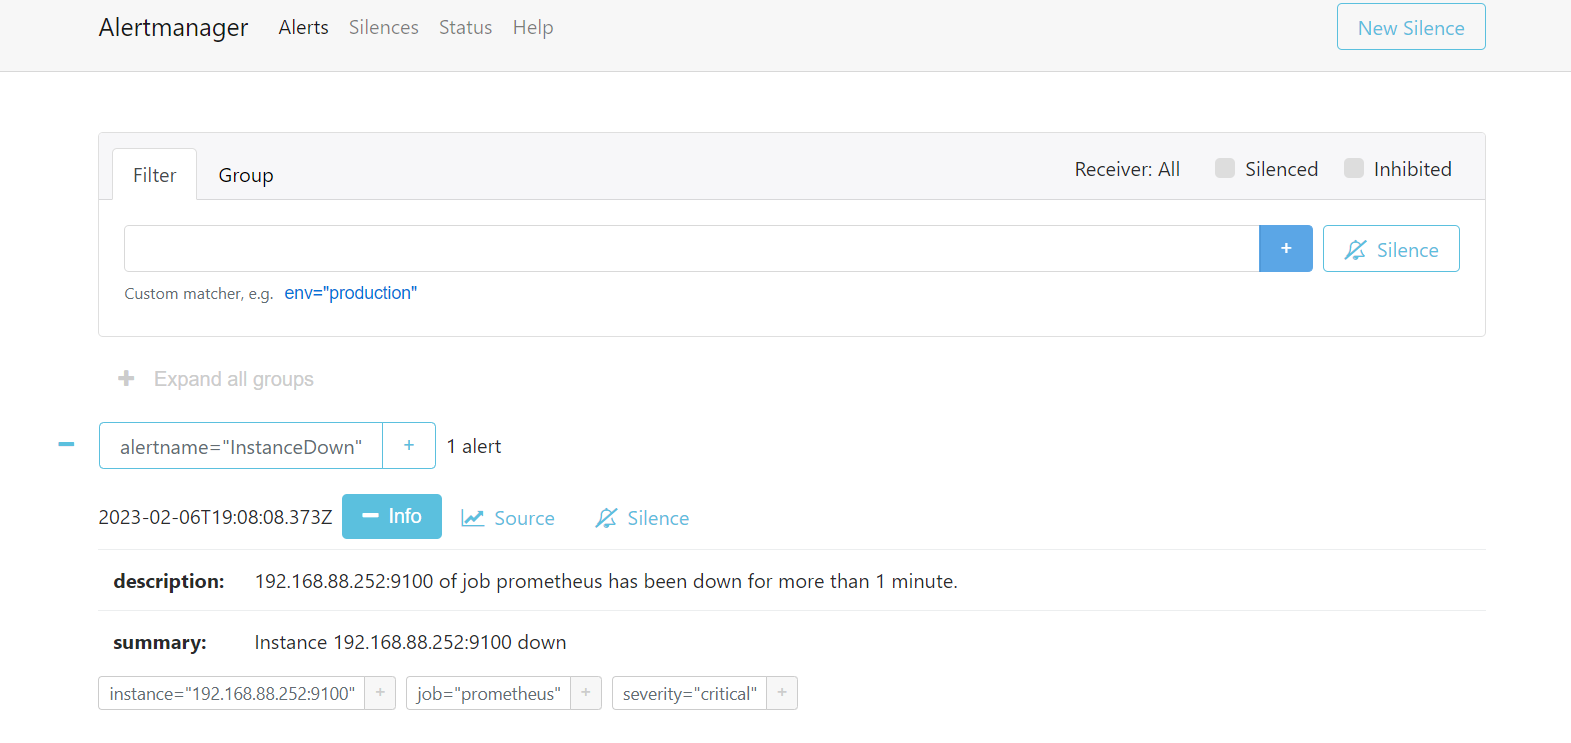 Alertmanager Alerts Silences Status Help New Silence
Filter Group Receiver: All Silenced Inhibited
+ Silence
Custom matcher, e.g. env="production"
+ Expand all groups
alertname="InstanceDown" + 1 alert
2023-02-06T19:08:08.373Z Info Source Silence
description: 192.168.88.252:9100 of job prometheus has been down for more than 1 minute.
summary: Instance 192.168.88.252:9100 down
instance="192.168.88.252:9100" + job="prometheus" + severity="critical" +